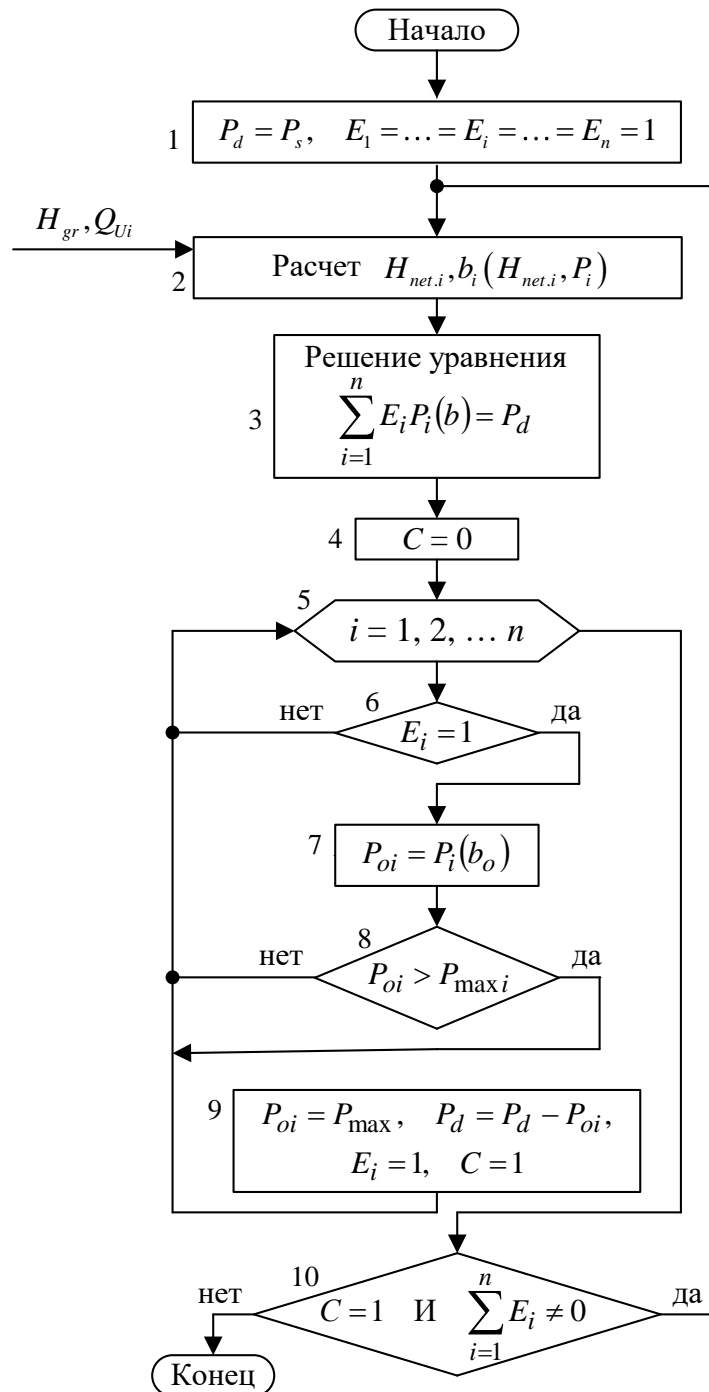 Начало
1 P_d = P_s, E_1 = … = E_i = … = E_n = 1
H_gr, Q_Ui
2 Расчет H_net.i, b_i (H_net.i, P_i)
Решение уравнения
3 ∑_{i=1}^{n} E_i P_i(b) = P_d
4 C = 0
5 i = 1, 2, … n
нет 6 E_i = 1 да
7 P_oi = P_i(b_o)
нет 8 P_oi > P_max i да
9 P_oi = P_max, P_d = P_d − P_oi,
E_i = 1, C = 1
нет 10 C = 1 И ∑_{i=1}^{n} E_i ≠ 0 да
Конец